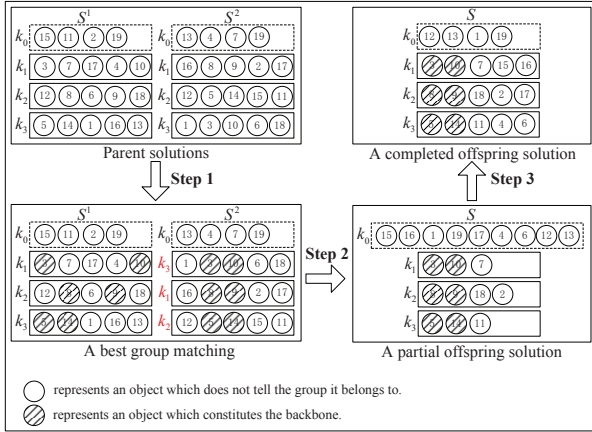 S¹ S²
k₀ 15 11 2 19 13 4 7 19
k₁ 3 7 17 4 10 16 8 9 2 17
k₂ 12 8 6 9 18 12 5 14 15 11
k₃ 5 14 1 16 13 1 3 10 6 18
Parent solutions
S
k₀ 12 13 1 19
k₁ 3 10 7 15 16
k₂ 9 18 2 17
k₃ 5 14 11 4 6
A completed offspring solution
Step 1
Step 3
S¹ S²
k₀ 15 11 2 19 13 4 7 19
k₁ 3 7 17 4 10 k₃ 1 3 10 6 18
k₂ 12 8 6 9 18 k₁ 16 8 9 2 17
k₃ 5 14 1 16 13 k₂ 12 5 14 15 11
A best group matching
Step 2
S
k₀ 15 16 1 19 17 4 6 12 13
k₁ 3 10 7
k₂ 8 9 18 2
k₃ 5 14 11
A partial offspring solution
represents an object which does not tell the group it belongs to.
represents an object which constitutes the backbone.